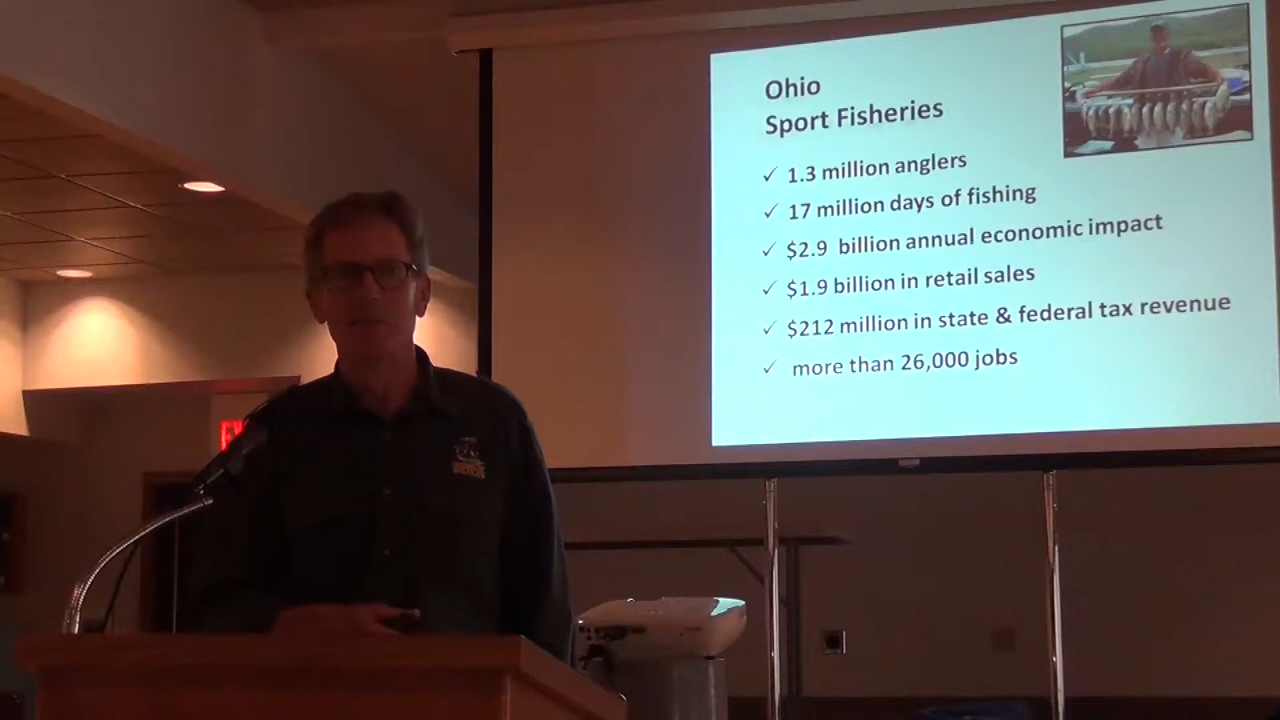 Ohio
Sport Fisheries
✓ 1.3 million anglers
✓ 17 million days of fishing
✓ $2.9 billion annual economic impact
✓ $1.9 billion in retail sales
✓ $212 million in state & federal tax revenue
✓ more than 26,000 jobs